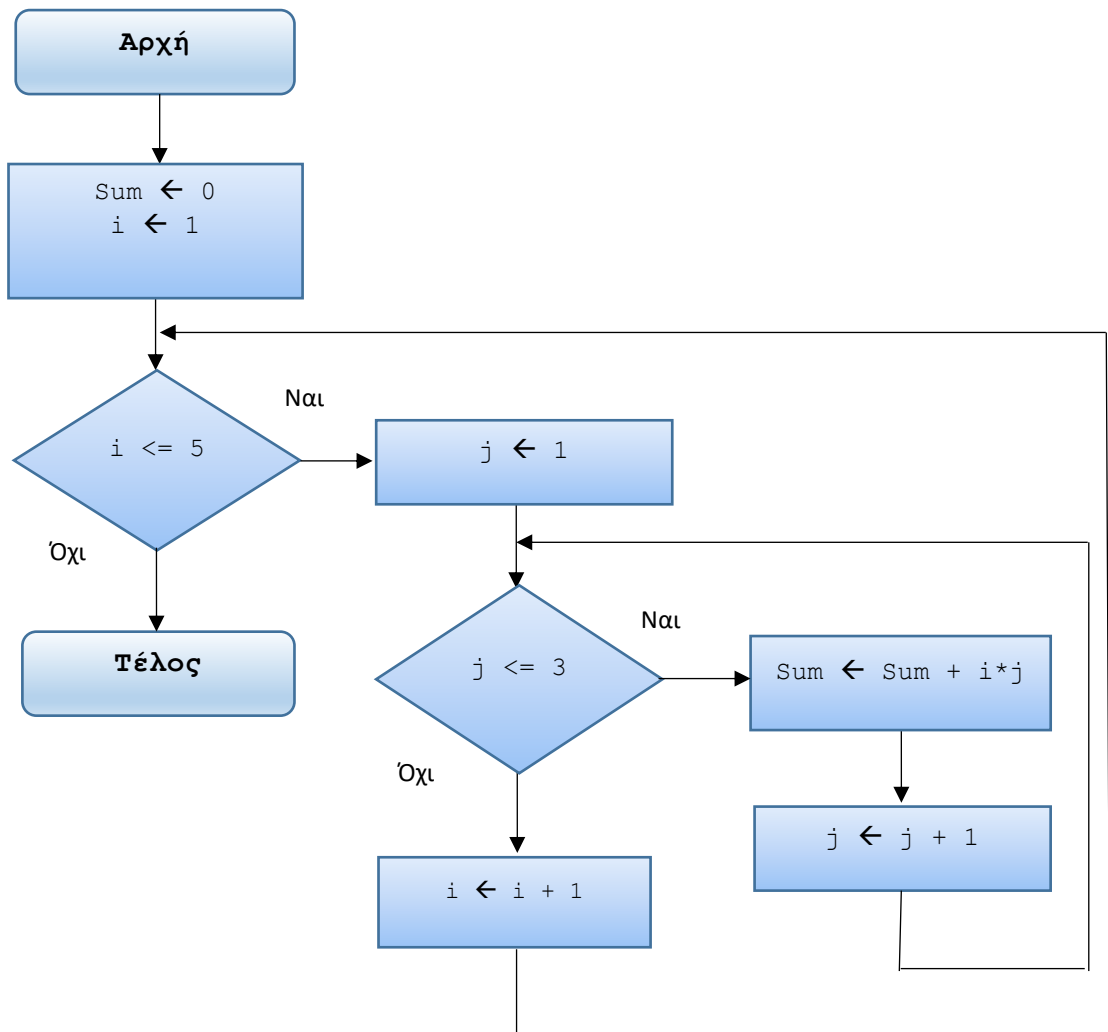 Αρχή
Sum ← 0
i ← 1
i <= 5
Ναι
j ← 1
Όχι
Τέλος
j <= 3
Ναι
Sum ← Sum + i*j
Όχι
j ← j + 1
i ← i + 1